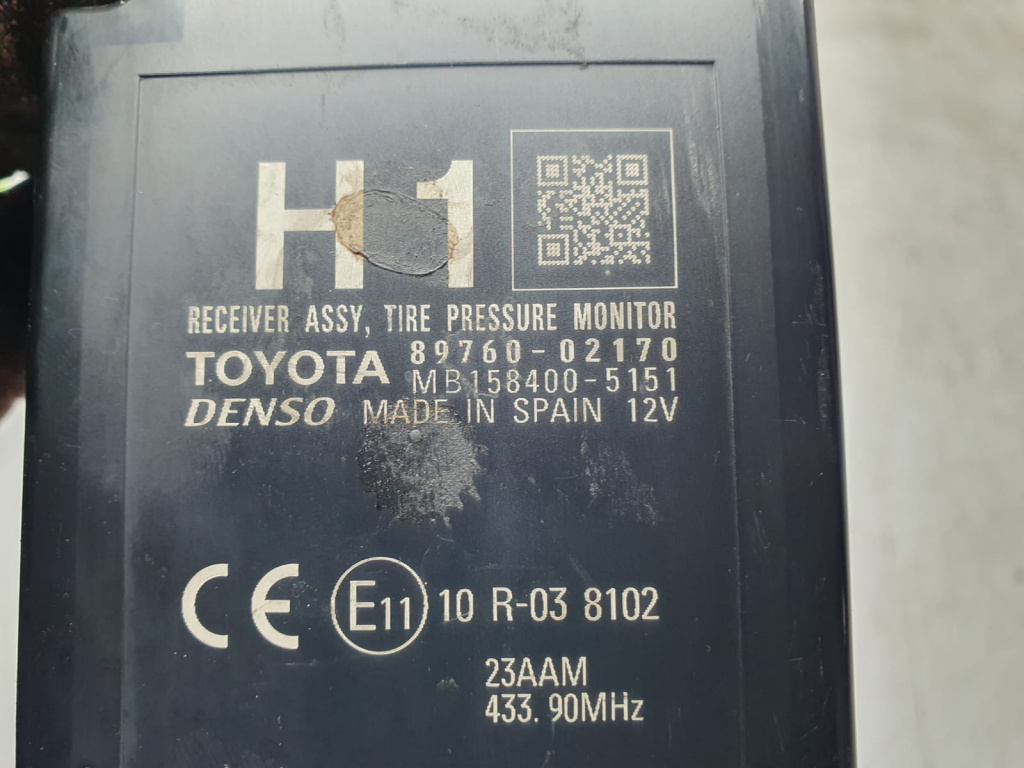 H 1
RECEIVER ASSY, TIRE PRESSURE MONITOR
TOYOTA 89760-02170
MB158400-5151
DENSO MADE IN SPAIN 12V
CE E11 10 R-03 8102
23AAM
433.90MHz